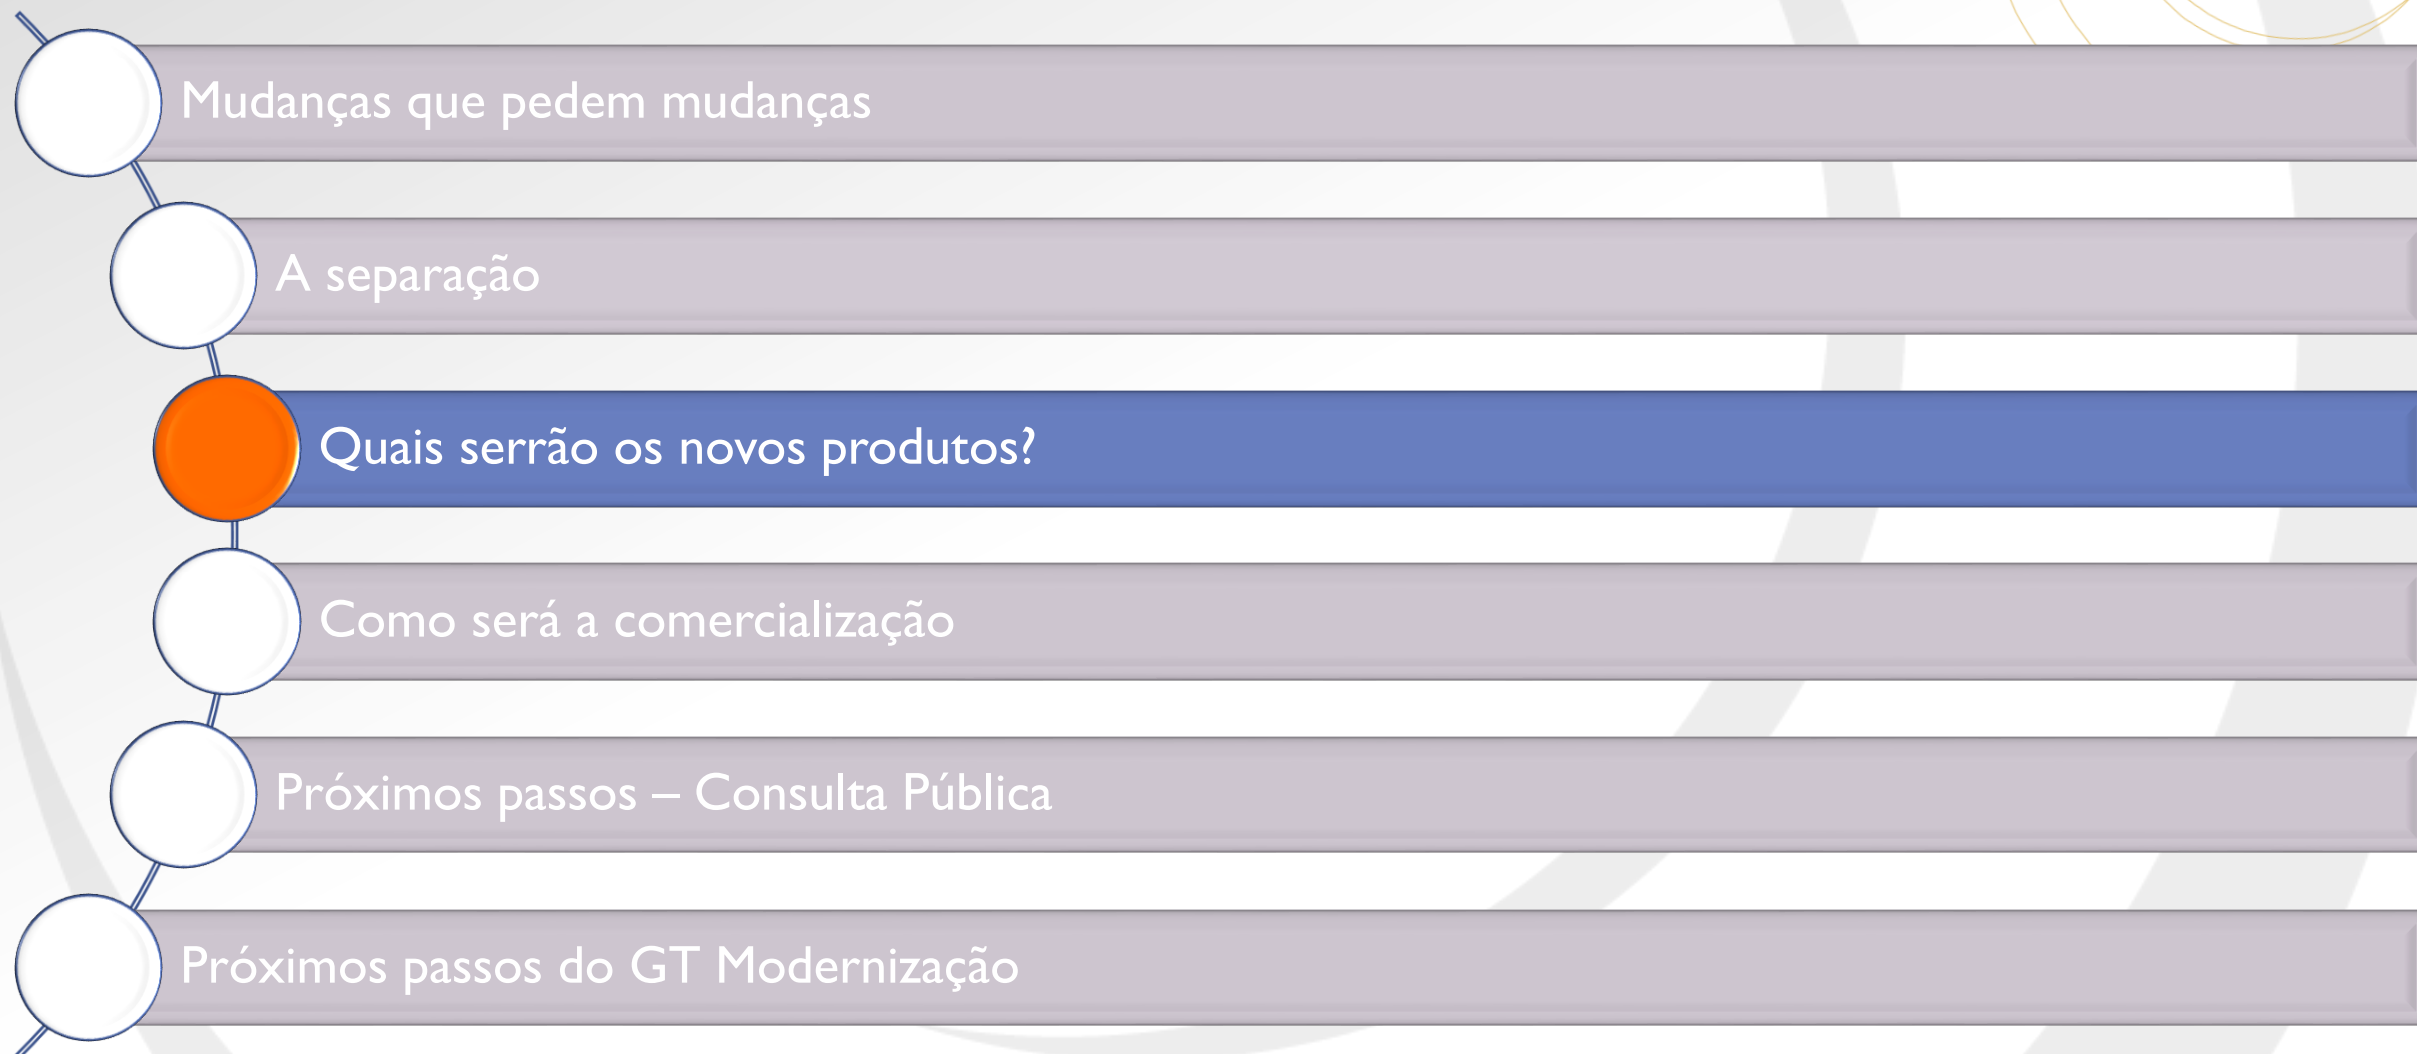 Mudanças que pedem mudanças
A separação
Quais serrão os novos produtos?
Como será a comercialização
Próximos passos – Consulta Pública
Próximos passos do GT Modernização